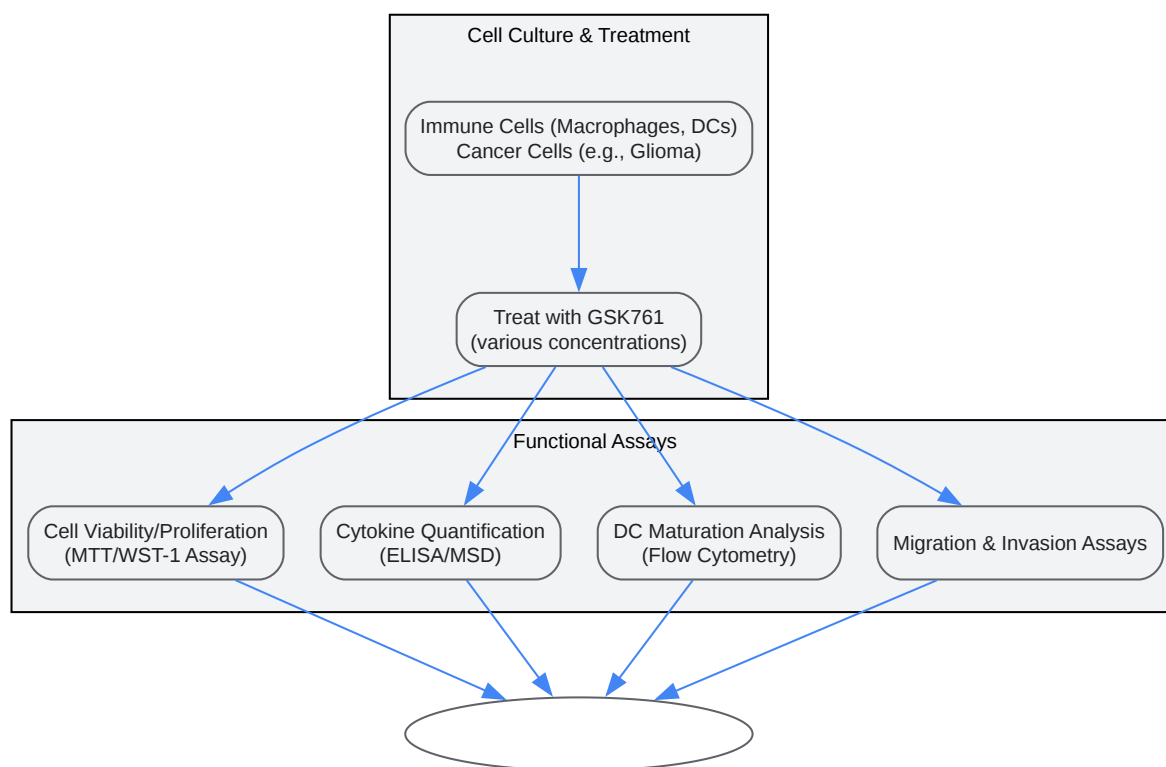 Cell Culture & Treatment
Immune Cells (Macrophages, DCs)
Cancer Cells (e.g., Glioma)
Treat with GSK761
(various concentrations)
Functional Assays
Cell Viability/Proliferation
(MTT/WST-1 Assay)
Cytokine Quantification
(ELISA/MSD)
DC Maturation Analysis
(Flow Cytometry)
Migration & Invasion Assays